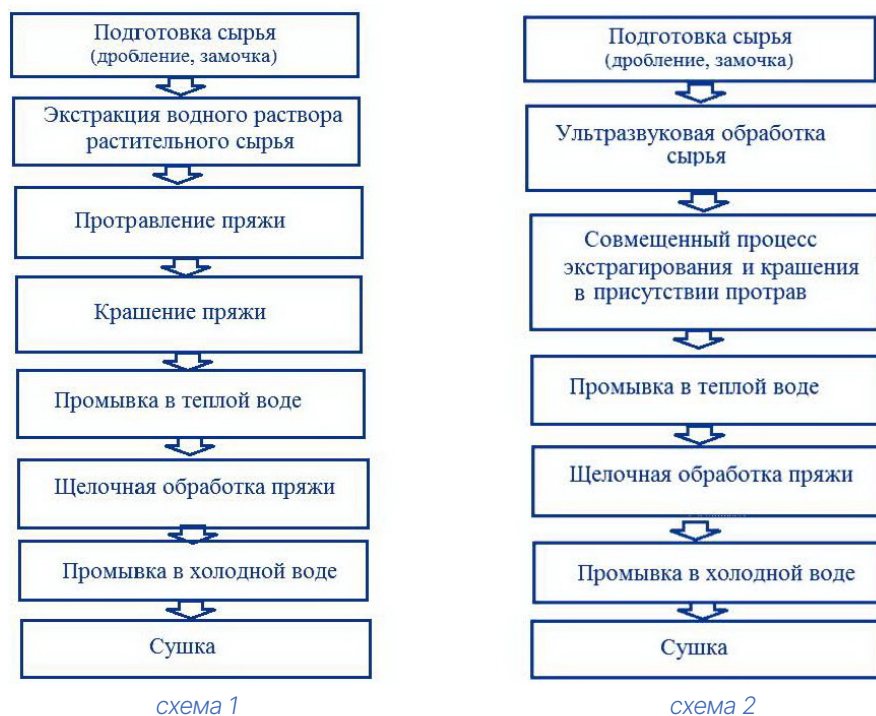 Подготовка сырья
(дробление, замочка)
Экстракция водного раствора
растительного сырья
Протравление пряжи
Крашение пряжи
Промывка в теплой воде
Щелочная обработка пряжи
Промывка в холодной воде
Сушка
схема 1
Подготовка сырья
(дробление, замочка)
Ультразвуковая обработка
сырья
Совмещенный процесс
экстрагирования и крашения
в присутствии протрав
Промывка в теплой воде
Щелочная обработка пряжи
Промывка в холодной воде
Сушка
схема 2